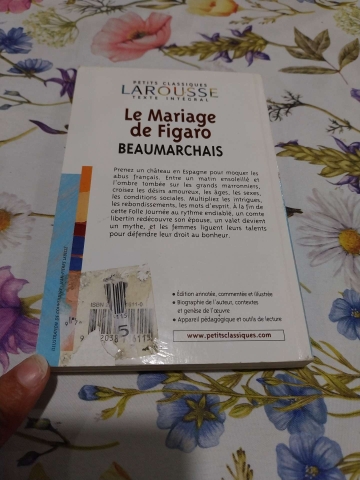 PETITS CLASSIQUES
LAROUSSE
TEXTE INTÉGRAL
Le Mariage
de Figaro
BEAUMARCHAIS
Prenez un château en Espagne pour moquer les
abus français. Entre un matin ensoleillé et
l'ombre tombée sur les grands marronniers,
croisez les désirs amoureux, les âges, les sexes,
les conditions sociales. Multipliez les intrigues,
les rebondissements, les mots d'esprit. À la fin de
cette Folle Journée au rythme endiablé, un comte
libertin redécouvre son épouse, un valet devient
un mythe, et les femmes liguent leurs talents
pour défendre leur droit au bonheur.
• Édition annotée, commentée et illustrée
• Biographie de l'auteur, contextes
et genèse de l'œuvre
• Appareil pédagogique et outils de lecture
www.petitsclassiques.com
ISBN
5